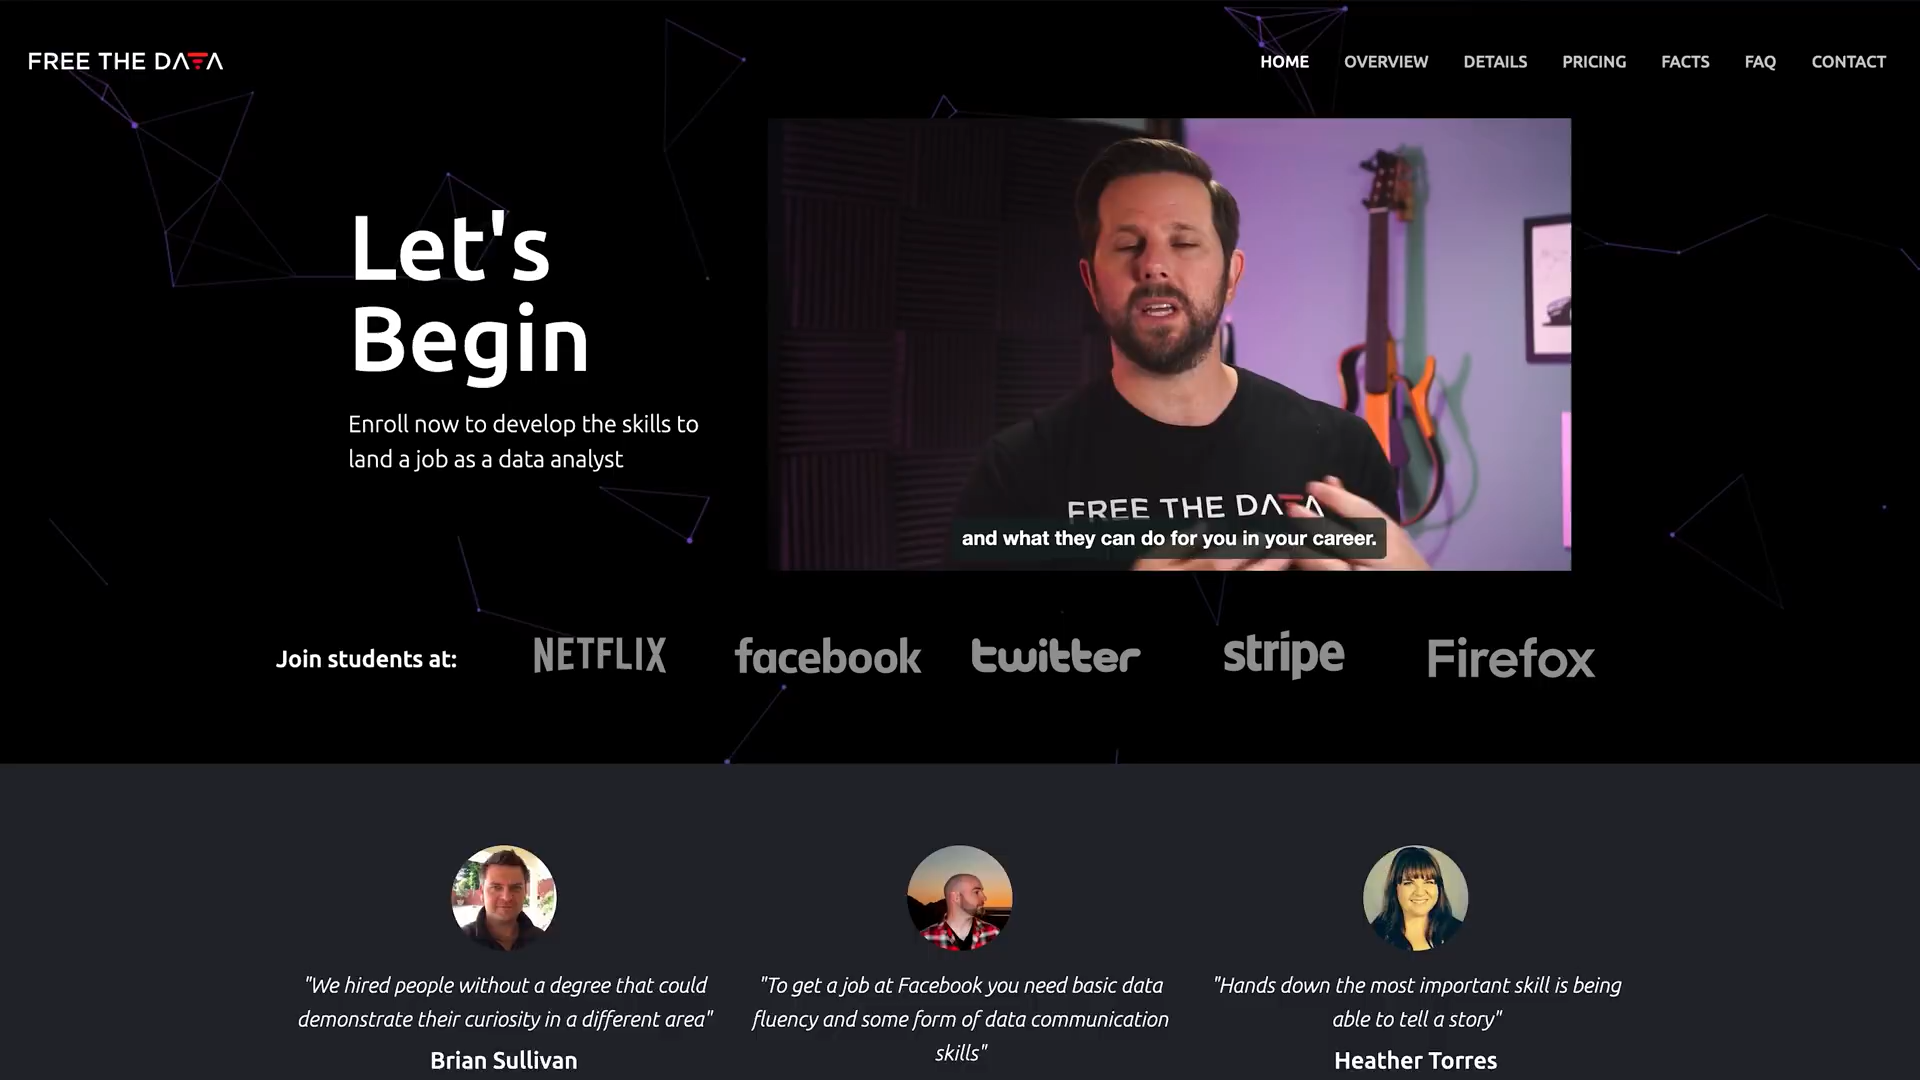 FREE THE DATA
HOME OVERVIEW DETAILS PRICING FACTS FAQ CONTACT
Let's
Begin
Enroll now to develop the skills to
land a job as a data analyst
FREE THE DATA
and what they can do for you in your career.
Join students at:
NETFLIX
facebook
twitter
stripe
Firefox
"We hired people without a degree that could
demonstrate their curiosity in a different area"
Brian Sullivan
"To get a job at Facebook you need basic data
fluency and some form of data communication
skills"
"Hands down the most important skill is being
able to tell a story"
Heather Torres